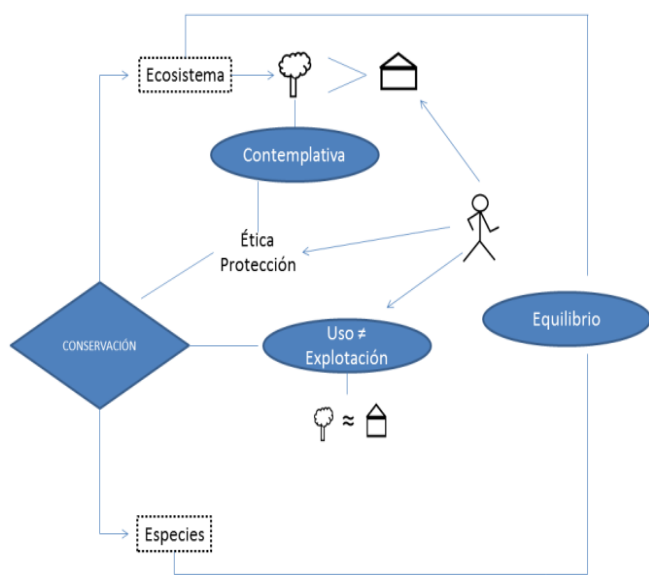 Ecosistema
Contemplativa
Ética
Protección
CONSERVACIÓN
Uso ≠
Explotación
Equilibrio
≈
Especies